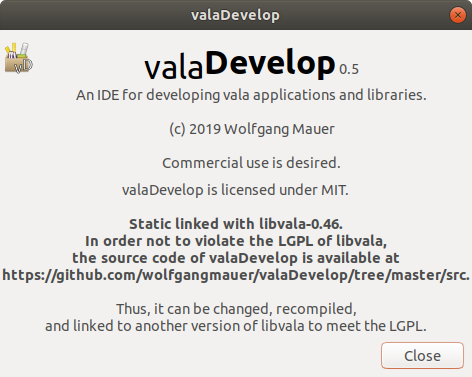 valaDevelop
valaDevelop 0.5
An IDE for developing vala applications and libraries.
(c) 2019 Wolfgang Mauer
Commercial use is desired.
valaDevelop is licensed under MIT.
Static linked with libvala-0.46.
In order not to violate the LGPL of libvala,
the source code of valaDevelop is available at
https://github.com/wolfgangmauer/valaDevelop/tree/master/src.
Thus, it can be changed, recompiled,
and linked to another version of libvala to meet the LGPL.
Close